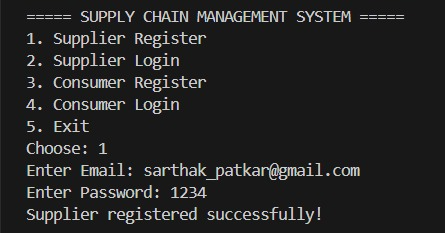 ===== SUPPLY CHAIN MANAGEMENT SYSTEM =====
1. Supplier Register
2. Supplier Login
3. Consumer Register
4. Consumer Login
5. Exit
Choose: 1
Enter Email: sarthak_patkar@gmail.com
Enter Password: 1234
Supplier registered successfully!